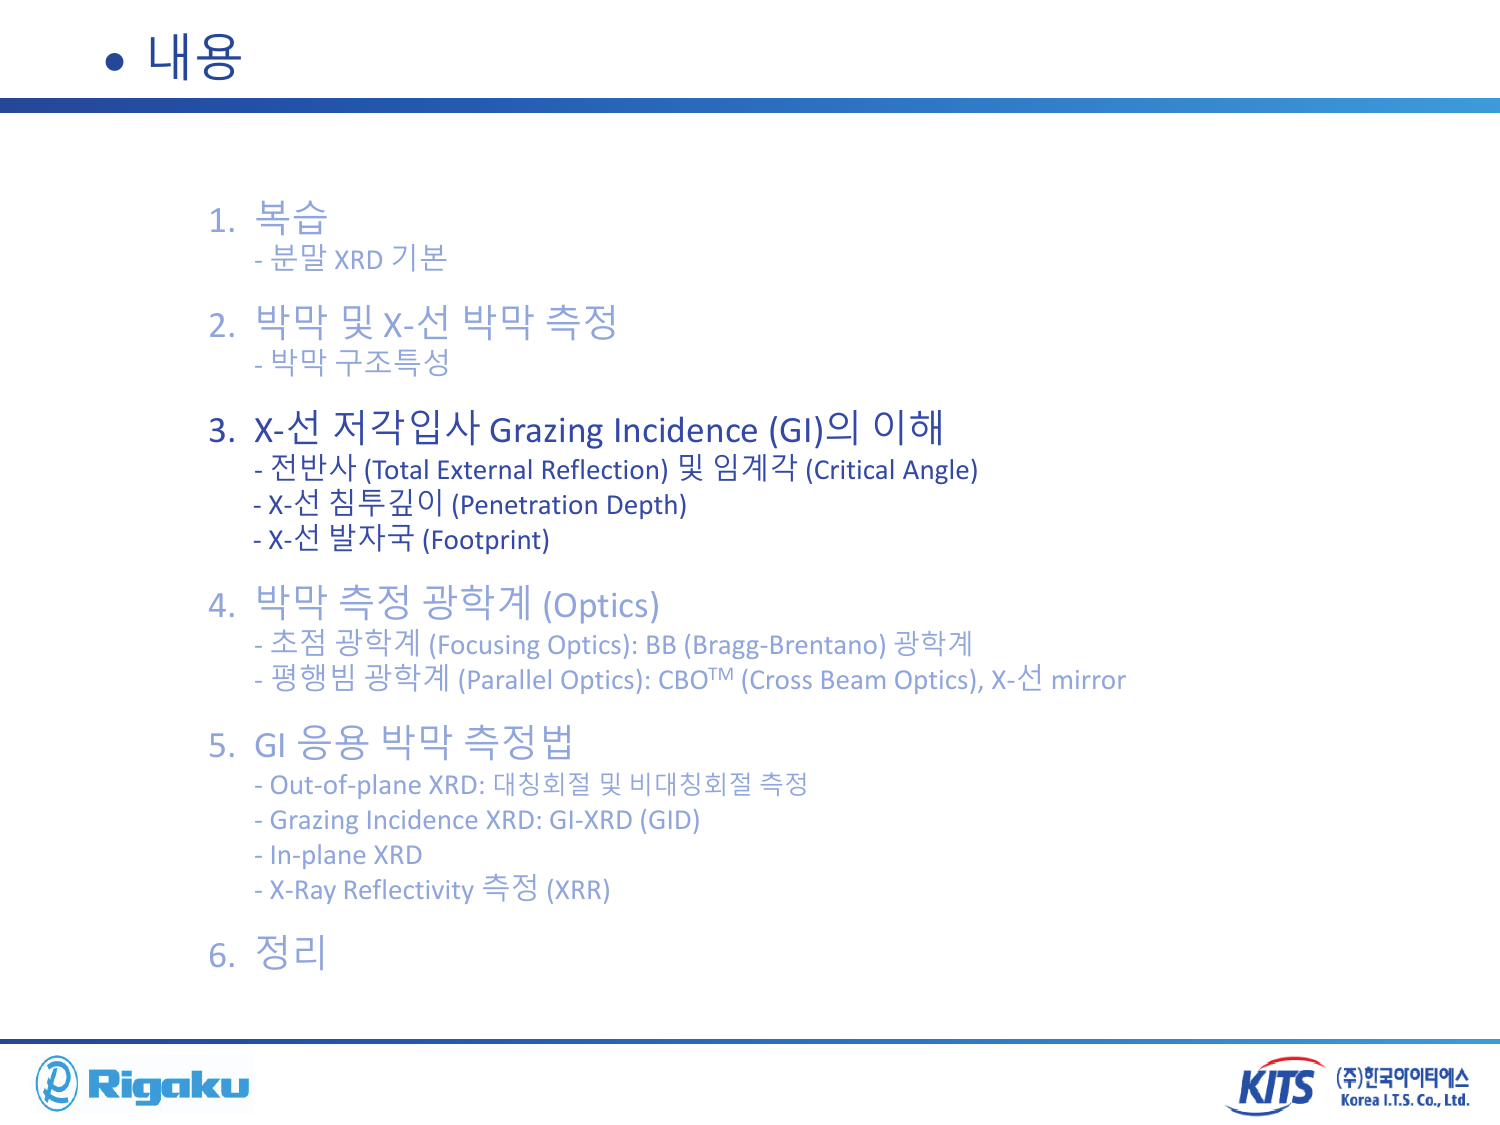 • 내용
1. 복습
- 분말 XRD 기본
2. 박막 및 X-선 박막 측정
- 박막 구조특성
3. X-선 저각입사 Grazing Incidence (GI)의 이해
- 전반사 (Total External Reflection) 및 임계각 (Critical Angle)
- X-선 침투깊이 (Penetration Depth)
- X-선 발자국 (Footprint)
4. 박막 측정 광학계 (Optics)
- 초점 광학계 (Focusing Optics): BB (Bragg-Brentano) 광학계
- 평행빔 광학계 (Parallel Optics): CBO™ (Cross Beam Optics), X-선 mirror
5. GI 응용 박막 측정법
- Out-of-plane XRD: 대칭회절 및 비대칭회절 측정
- Grazing Incidence XRD: GI-XRD (GID)
- In-plane XRD
- X-Ray Reflectivity 측정 (XRR)
6. 정리
Rigaku
KITS
(주)한국아이티에스
Korea I.T.S. Co., Ltd.